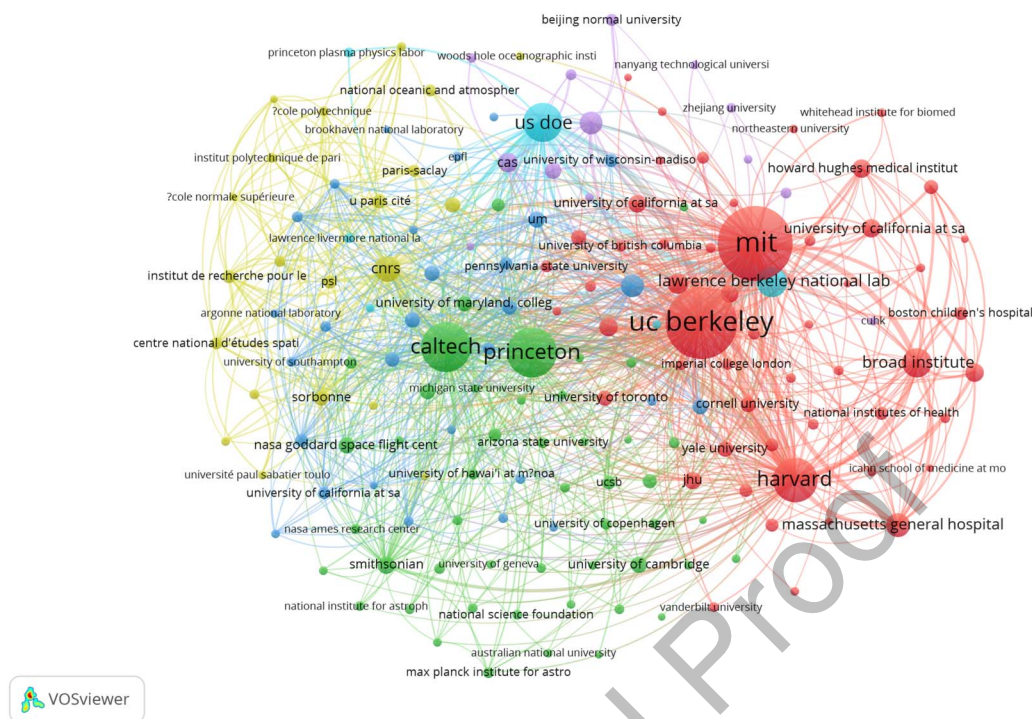 beijing normal university
princeton plasma physics labor
woods hole oceanographic insti
nanyang technological universi
national oceanic and atmospher
?cole polytechnique
zhejiang university
whitehead institute for biomed
us doe
brookhaven national laboratory
northeastern university
institut polytechnique de pari
epfl
cas
university of wisconsin-madiso
paris-saclay
howard hughes medical institut
?cole normale supérieure
u paris cité
university of california at sa
um
university of california at sa
lawrence livermore national la
university of british columbia
mit
cnrs
pennsylvania state university
institut de recherche pour le
psl
lawrence berkeley national lab
university of maryland, colleg
argonne national laboratory
uc berkeley
cuhk
boston children's hospital
centre national d'études spati
caltech
princeton
university of southampton
imperial college london
broad institute
michigan state university
sorbonne
university of toronto
cornell university
national institutes of health
nasa goddard space flight cent
arizona state university
yale university
université paul sabatier toulo
university of hawai'i at m?noa
icahn school of medicine at mo
university of california at sa
ucsb
jhu
harvard
nasa ames research center
university of copenhagen
massachusetts general hospital
smithsonian
university of geneva
university of cambridge
national institute for astroph
national science foundation
vanderbilt university
australian national university
max planck institute for astro
VOSviewer
Proof